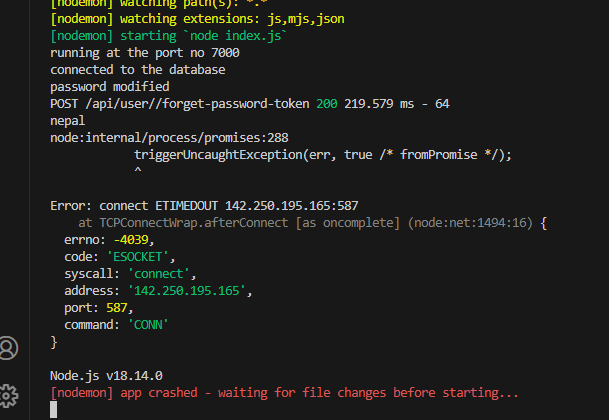 [nodemon] watching path(s): *.*
[nodemon] watching extensions: js,mjs,json
[nodemon] starting `node index.js`
running at the port no 7000
connected to the database
password modified
POST /api/user//forget-password-token 200 219.579 ms - 64
nepal
node:internal/process/promises:288
triggerUncaughtException(err, true /* fromPromise */);
^
Error: connect ETIMEDOUT 142.250.195.165:587
at TCPConnectWrap.afterConnect [as oncomplete] (node:net:1494:16) {
errno: -4039,
code: 'ESOCKET',
syscall: 'connect',
address: '142.250.195.165',
port: 587,
command: 'CONN'
}
Node.js v18.14.0
[nodemon] app crashed - waiting for file changes before starting...